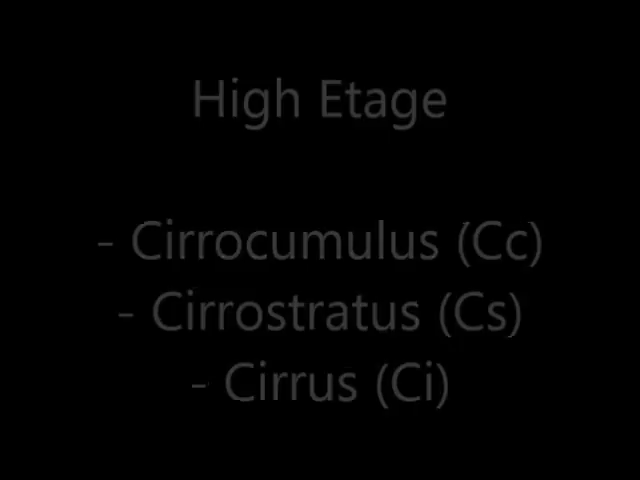 High Etage
- Cirrocumulus (Cc)
- Cirrostratus (Cs)
- Cirrus (Ci)